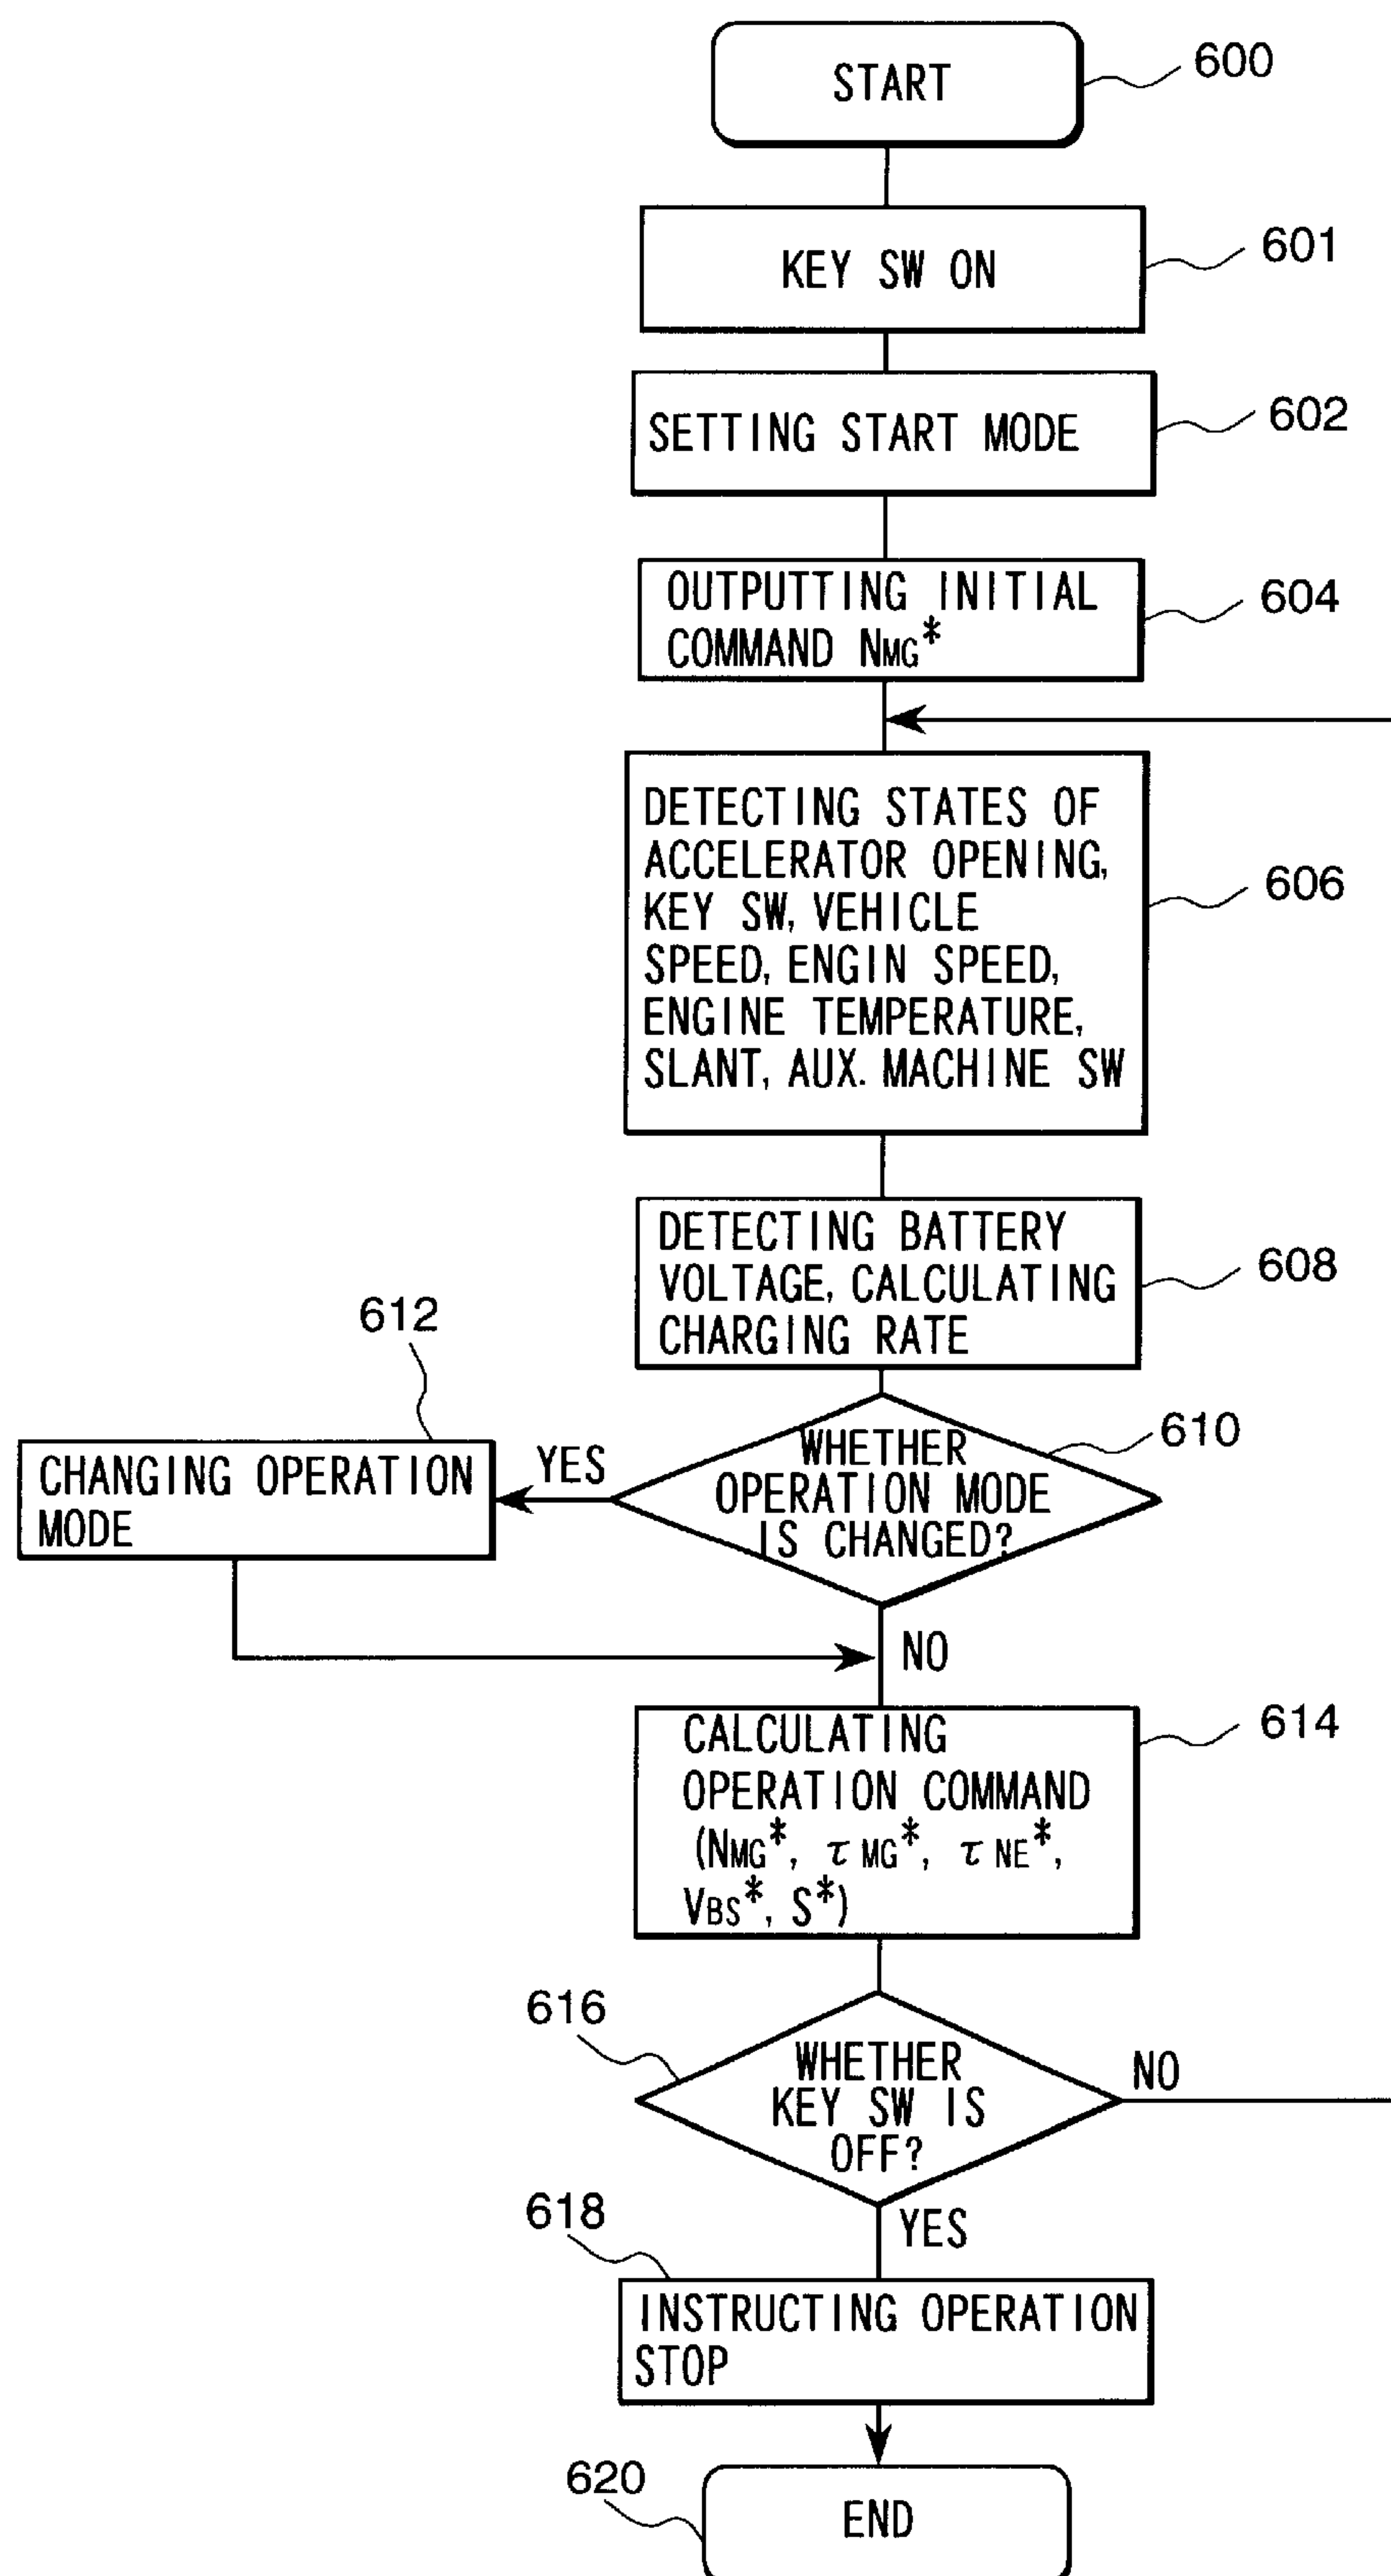 START
600
KEY SW ON
601
SETTING START MODE
602
OUTPUTTING INITIAL
COMMAND NMG*
604
DETECTING STATES OF
ACCELERATOR OPENING,
KEY SW, VEHICLE
SPEED, ENGIN SPEED,
ENGINE TEMPERATURE,
SLANT, AUX. MACHINE SW
606
DETECTING BATTERY
VOLTAGE, CALCULATING
CHARGING RATE
608
612
CHANGING OPERATION
MODE
YES
WHETHER
OPERATION MODE
IS CHANGED?
610
NO
CALCULATING
OPERATION COMMAND
(NMG*, τMG*, τNE*,
VBS*, S*)
614
616
WHETHER
KEY SW IS
OFF?
NO
YES
618
INSTRUCTING OPERATION
STOP
620
END